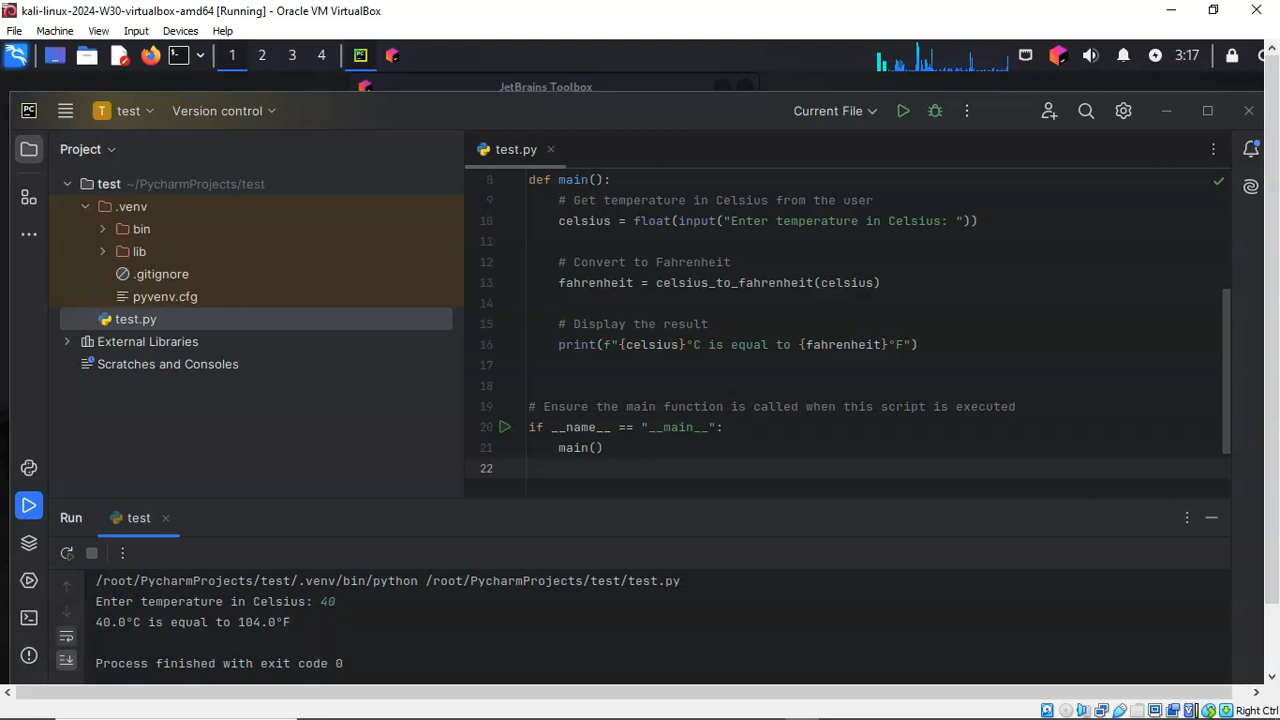 kali-linux-2024-W30-virtualbox-amd64 [Running] - Oracle VM VirtualBox
File Machine View Input Devices Help
1 2 3 4 3:17
JetBrains Toolbox
PC T test Version control Current File
Project
test.py
test ~/PycharmProjects/test
.venv
bin
lib
.gitignore
pyvenv.cfg
test.py
External Libraries
Scratches and Consoles
8 def main():
9 # Get temperature in Celsius from the user
10 celsius = float(input("Enter temperature in Celsius: "))
11
12 # Convert to Fahrenheit
13 fahrenheit = celsius_to_fahrenheit(celsius)
14
15 # Display the result
16 print(f"{celsius}°C is equal to {fahrenheit}°F")
17
18
19 # Ensure the main function is called when this script is executed
20 if __name__ == "__main__":
21 main()
22
Run test
/root/PycharmProjects/test/.venv/bin/python /root/PycharmProjects/test/test.py
Enter temperature in Celsius: 40
40.0°C is equal to 104.0°F
Process finished with exit code 0
Right Ctrl